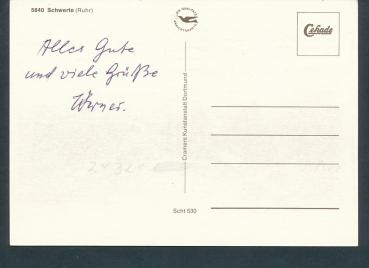 5840 Schwerte (Ruhr)
Alles Gute
und viele Grüße
Werner.
Cramers Kunstanstalt Dortmund
Scht 530
Cekade